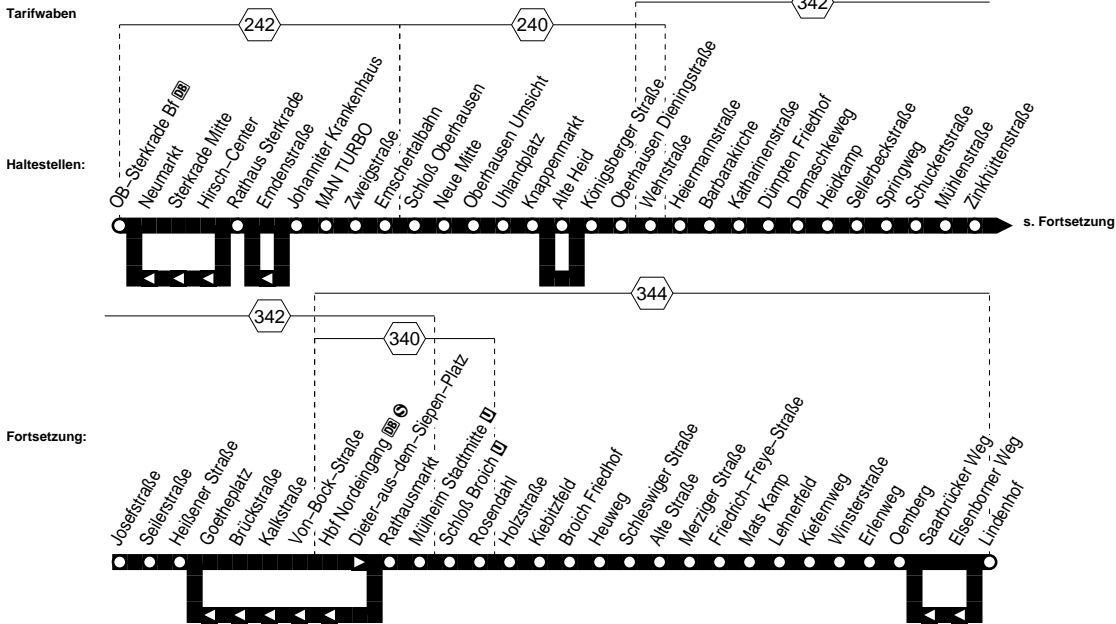 Tarifwaben
342
242
240
Haltestellen:
OB–Sterkrade Bf DB
Neumarkt
Sterkrade Mitte
Hirsch–Center
Rathaus Sterkrade
Emdenstraße
Johanniter Krankenhaus
MAN TURBO
Zweigstraße
Emschertalbahn
Schloß Oberhausen
Neue Mitte
Oberhausen Umsicht
Uhlandplatz
Knappenmarkt
Alte Heid
Königsberger Straße
Oberhausen Dieningstraße
Wehrstraße
Heiermannstraße
Barbarakirche
Katharinenstraße
Dümpten Friedhof
Damaschkeweg
Heidkamp
Sellerbeckstraße
Springweg
Schuckertstraße
Mühlenstraße
Zinkhüttenstraße
s. Fortsetzung
344
342
340
Fortsetzung:
Josefstraße
Seilerstraße
Heißener Straße
Goetheplatz
Brückstraße
Kalkstraße
Von–Bock–Straße
Hbf Nordeingang DB S
Dieter–aus–dem–Siepen–Platz
Rathausmarkt
Mülheim Stadtmitte U
Schloß Broich U
Rosendahl
Holzstraße
Kiebitzfeld
Broich Friedhof
Heuweg
Schleswiger Straße
Alte Straße
Merziger Straße
Friedrich–Freye–Straße
Mats Kamp
Lehnerfeld
Kiefernweg
Winsterstraße
Erlenweg
Oemberg
Saarbrücker Weg
Elsenborner Weg
Lindenhof